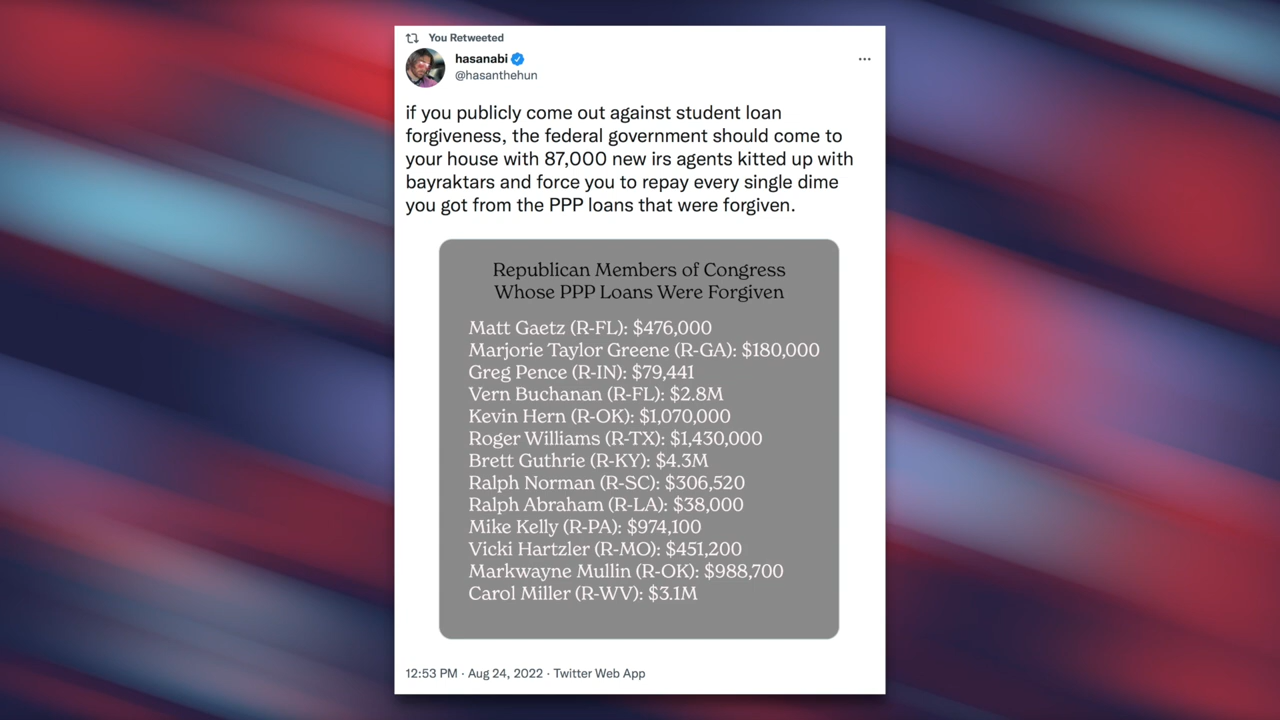 You Retweeted
hasanabi
@hasanthehun
if you publicly come out against student loan
forgiveness, the federal government should come to
your house with 87,000 new irs agents kitted up with
bayraktars and force you to repay every single dime
you got from the PPP loans that were forgiven.
Republican Members of Congress
Whose PPP Loans Were Forgiven
Matt Gaetz (R-FL): $476,000
Marjorie Taylor Greene (R-GA): $180,000
Greg Pence (R-IN): $79,441
Vern Buchanan (R-FL): $2.8M
Kevin Hern (R-OK): $1,070,000
Roger Williams (R-TX): $1,430,000
Brett Guthrie (R-KY): $4.3M
Ralph Norman (R-SC): $306,520
Ralph Abraham (R-LA): $38,000
Mike Kelly (R-PA): $974,100
Vicki Hartzler (R-MO): $451,200
Markwayne Mullin (R-OK): $988,700
Carol Miller (R-WV): $3.1M
12:53 PM · Aug 24, 2022 · Twitter Web App